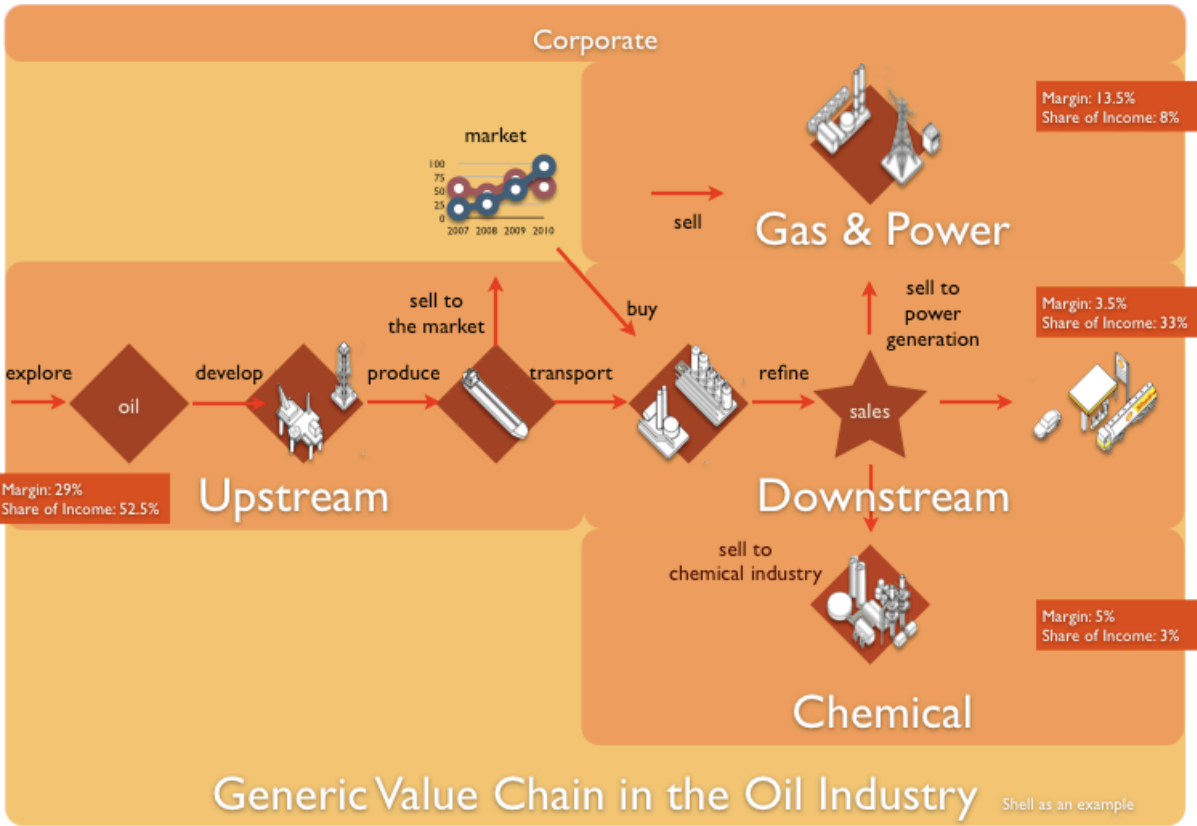 Corporate
Margin: 13.5%
Share of Income: 8%
market
100
75
50
25
0
2007 2008 2009 2010
sell
Gas & Power
sell to
the market
buy
sell to
power
generation
Margin: 3.5%
Share of Income: 33%
explore
oil
develop
produce
transport
refine
sales
Margin: 29%
Share of Income: 52.5%
Upstream
Downstream
sell to
chemical industry
Margin: 5%
Share of Income: 3%
Chemical
Generic Value Chain in the Oil Industry
Shell as an example